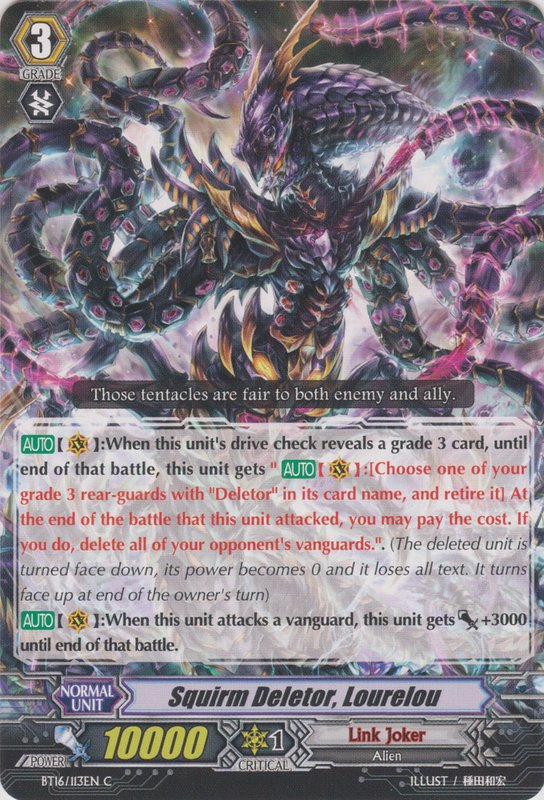 3
GRADE
Those tentacles are fair to both enemy and ally.
AUTO【 】:When this unit's drive check reveals a grade 3 card, until
end of that battle, this unit gets " AUTO【 】:[Choose one of your
grade 3 rear-guards with "Deletor" in its card name, and retire it] At
the end of the battle that this unit attacked, you may pay the cost. If
you do, delete all of your opponent's vanguards.". (The deleted unit is
turned face down, its power becomes 0 and it loses all text. It turns
face up at end of the owner's turn)
AUTO【 】:When this unit attacks a vanguard, this unit gets +3000
until end of that battle.
NORMAL
UNIT
Squirm Deletor, Lourelou
POWER
10000
1
CRITICAL
Link Joker
Alien
BT16/113EN C
ILLUST /